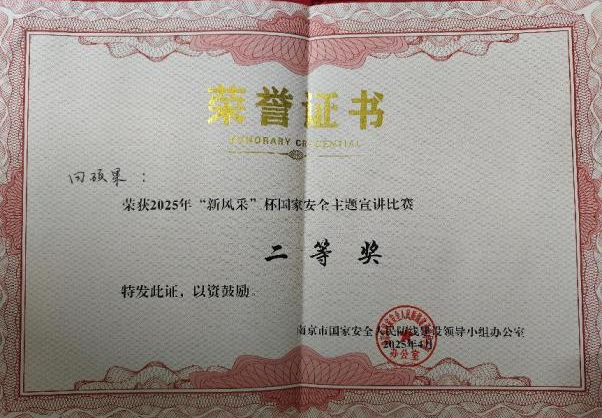 荣誉证书
HONORARY CREDENTIAL
田硕果：
荣获2025年“新风采”杯国家安全主题宣讲比赛
二等奖
特发此证，以资鼓励。
南京市国家安全人民防线建设领导小组办公室
2025年4月
办公室